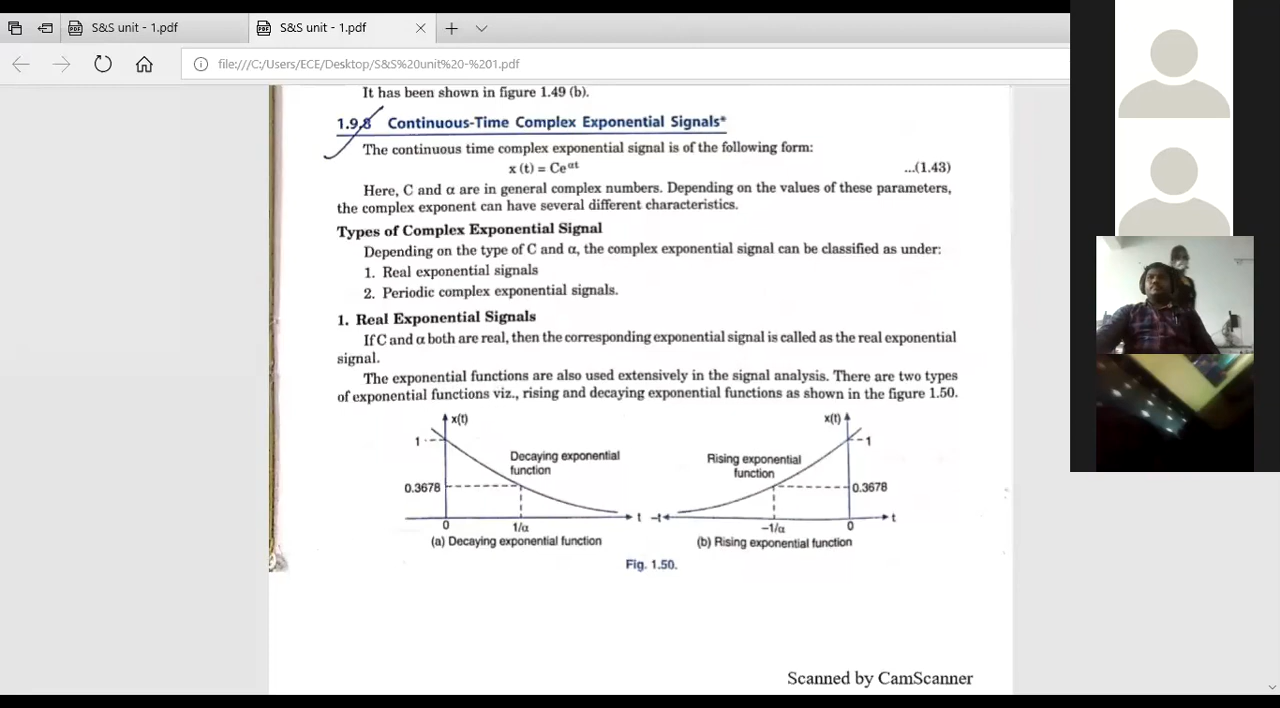 S&S unit - 1.pdf
S&S unit - 1.pdf
file:///C:/Users/ECE/Desktop/S&S%20unit%20-%201.pdf
It has been shown in figure 1.49 (b).
1.9.8 Continuous-Time Complex Exponential Signals*
The continuous time complex exponential signal is of the following form:
x (t) = Ce^αt ...(1.43)
Here, C and α are in general complex numbers. Depending on the values of these parameters,
the complex exponent can have several different characteristics.
Types of Complex Exponential Signal
Depending on the type of C and α, the complex exponential signal can be classified as under:
1. Real exponential signals
2. Periodic complex exponential signals.
1. Real Exponential Signals
If C and α both are real, then the corresponding exponential signal is called as the real exponential
signal.
The exponential functions are also used extensively in the signal analysis. There are two types
of exponential functions viz., rising and decaying exponential functions as shown in the figure 1.50.
x(t)
1
Decaying exponential
function
0.3678
0
1/α
t
(a) Decaying exponential function
x(t)
1
Rising exponential
function
0.3678
–t
–1/α
0
t
(b) Rising exponential function
Fig. 1.50.
Scanned by CamScanner